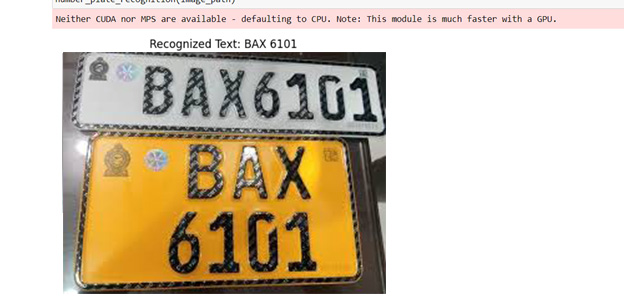 number_plate_recognition(image_path)
Neither CUDA nor MPS are available - defaulting to CPU. Note: This module is much faster with a GPU.
Recognized Text: BAX 6101
BAX6101
BAX
6101